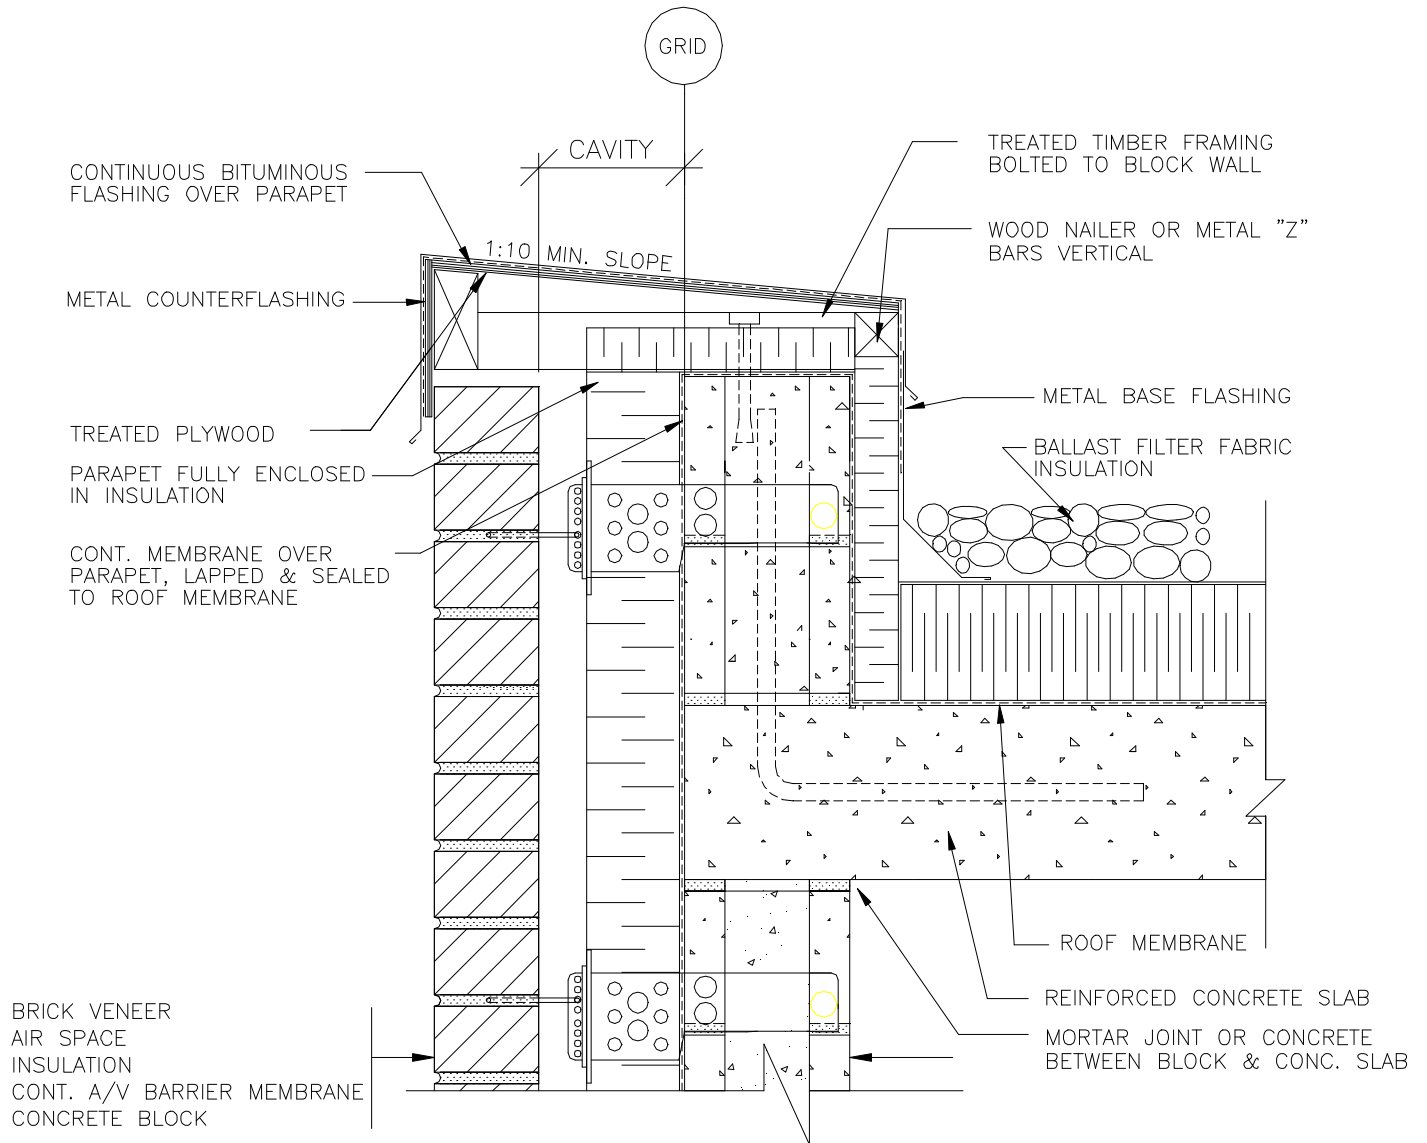 GRID
CAVITY
CONTINUOUS BITUMINOUS
FLASHING OVER PARAPET
1:10 MIN. SLOPE
METAL COUNTERFLASHING
TREATED PLYWOOD
PARAPET FULLY ENCLOSED
IN INSULATION
CONT. MEMBRANE OVER
PARAPET, LAPPED & SEALED
TO ROOF MEMBRANE
BRICK VENEER
AIR SPACE
INSULATION
CONT. A/V BARRIER MEMBRANE
CONCRETE BLOCK
TREATED TIMBER FRAMING
BOLTED TO BLOCK WALL
WOOD NAILER OR METAL "Z"
BARS VERTICAL
METAL BASE FLASHING
BALLAST FILTER FABRIC
INSULATION
ROOF MEMBRANE
REINFORCED CONCRETE SLAB
MORTAR JOINT OR CONCRETE
BETWEEN BLOCK & CONC. SLAB